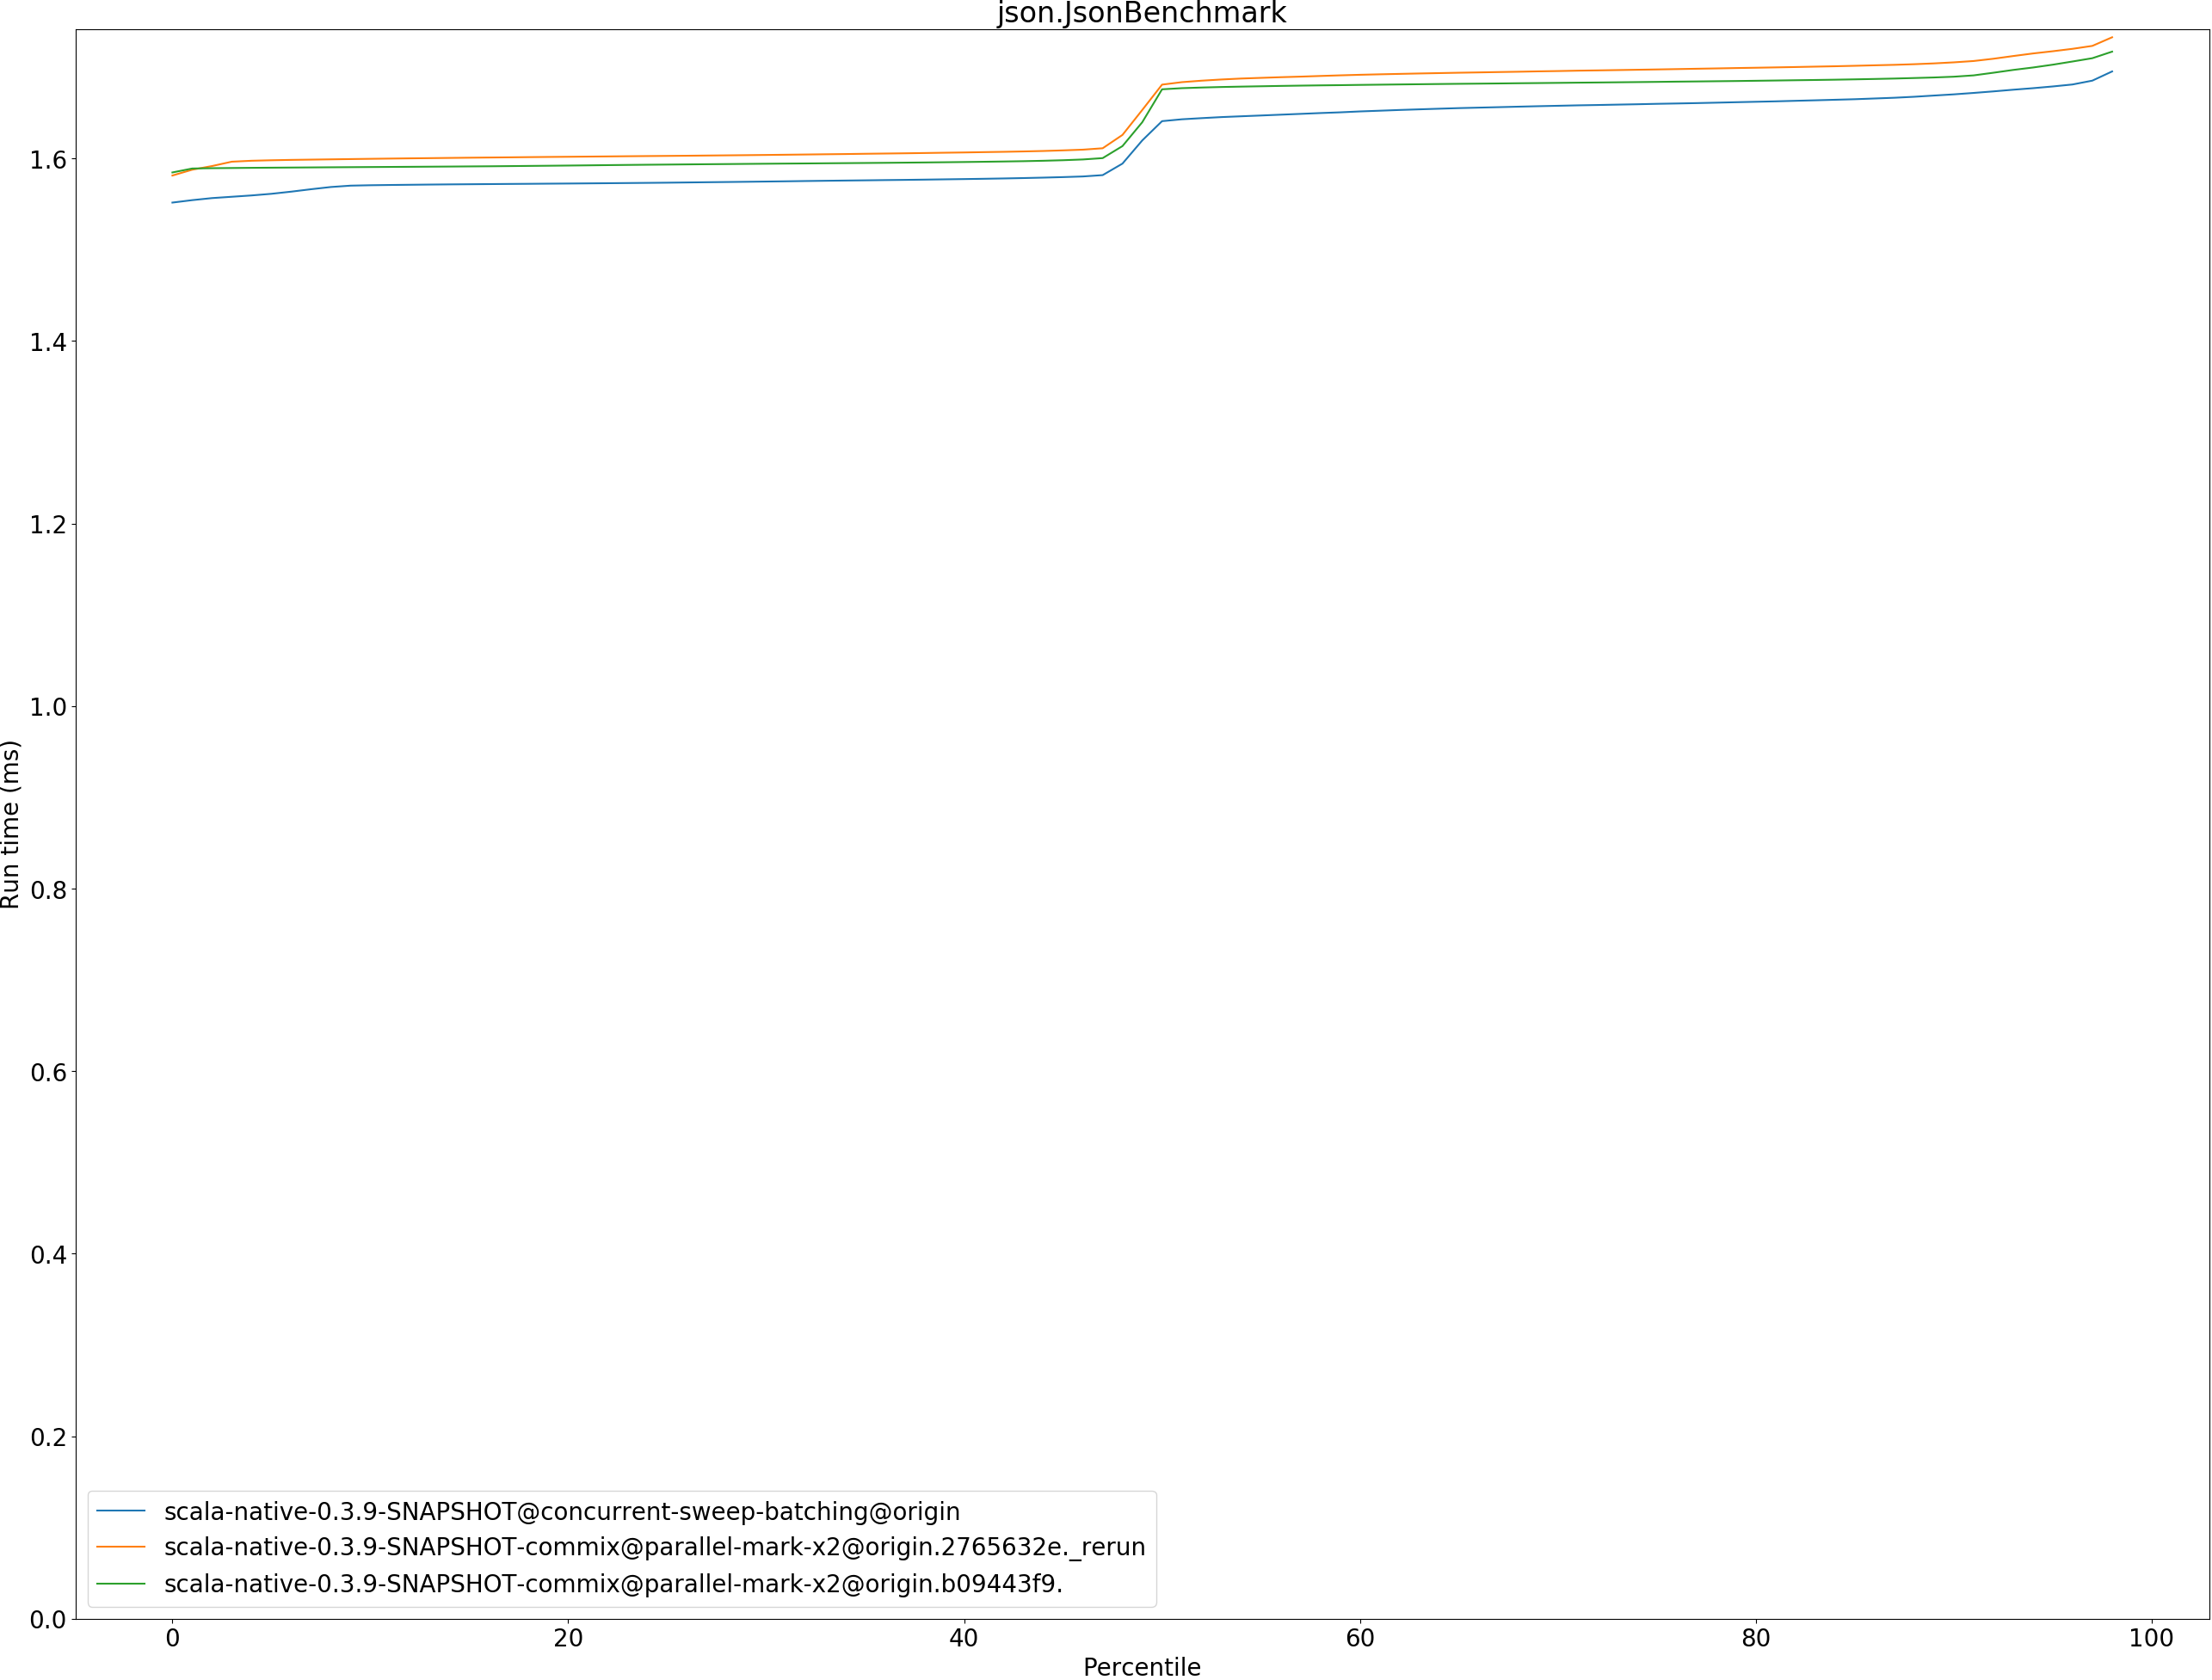 json.JsonBenchmark
1.6
1.4
1.2
1.0
0.8
0.6
0.4
0.2
0.0
Run time (ms)
scala-native-0.3.9-SNAPSHOT@concurrent-sweep-batching@origin
scala-native-0.3.9-SNAPSHOT-commix@parallel-mark-x2@origin.2765632e._rerun
scala-native-0.3.9-SNAPSHOT-commix@parallel-mark-x2@origin.b09443f9.
0 20 40 60 80 100
Percentile